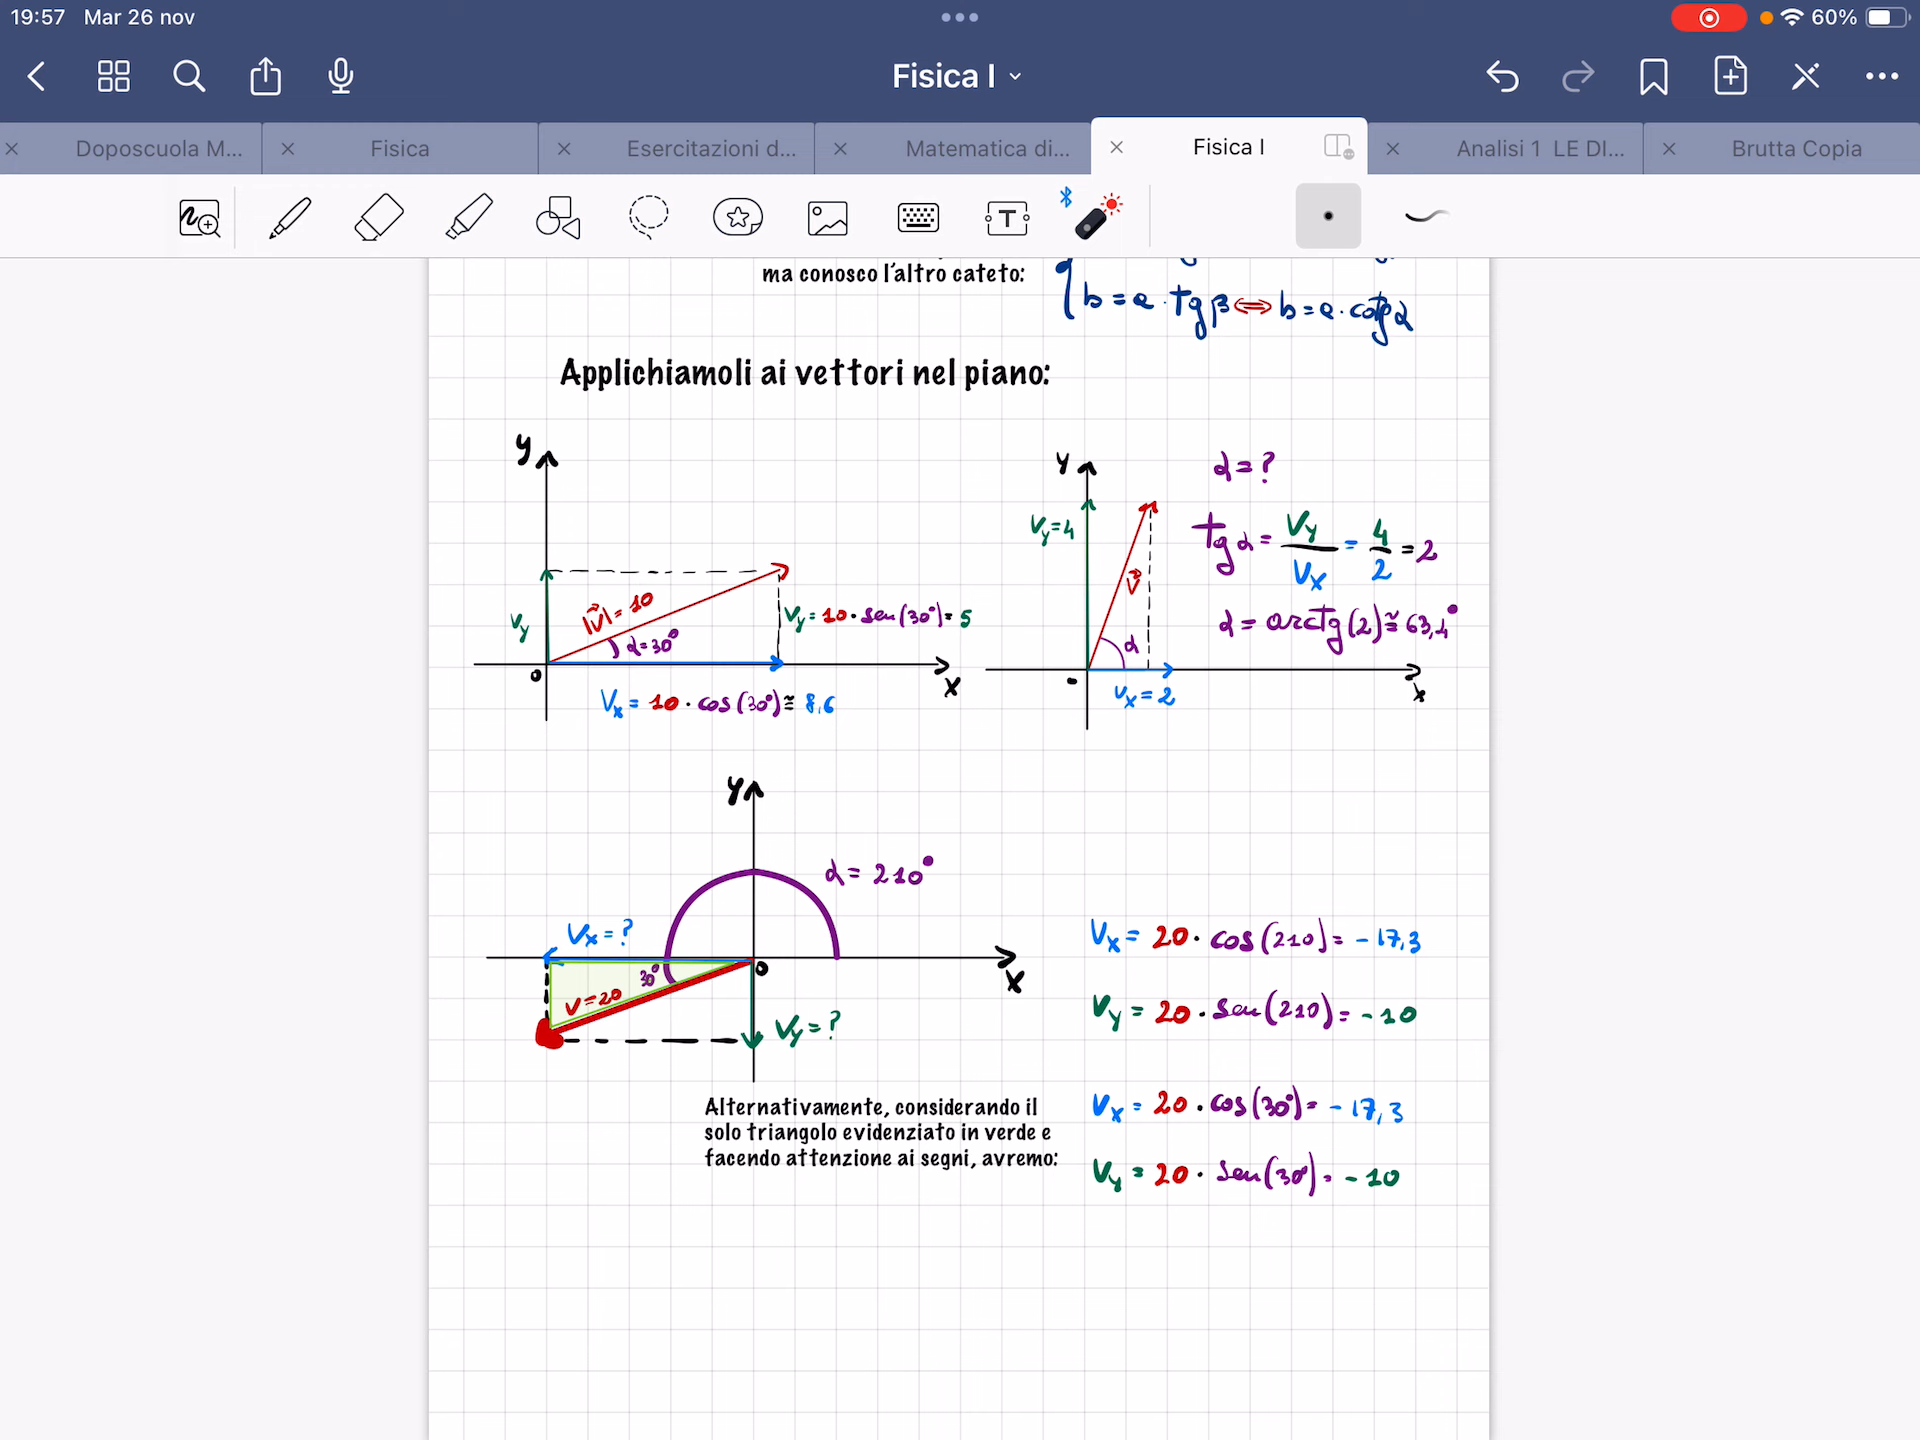 19:57 Mar 26 nov
60%
Fisica I
Doposcuola M...
Fisica
Esercitazioni d...
Matematica di...
Fisica I
Analisi 1 LE DI...
Brutta Copia
ma conosco l'altro cateto:
b = a · tg β ⇔ b = a · cotg α
Applichiamoli ai vettori nel piano:
y
|v⃗| = 10
α = 30°
Vy
Vy = 10 · sen(30°) = 5
O
x
Vx = 10 · cos(30°) ≅ 8,6
y
Vy = 4
v⃗
α
Vx = 2
x
α = ?
tg α = Vy/Vx = 4/2 = 2
α = arctg(2) ≅ 63,4°
y
α = 210°
Vx = ?
30°
O
x
V = 20
Vy = ?
Vx = 20 · cos(210) = -17,3
Vy = 20 · sen(210) = -10
Alternativamente, considerando il
solo triangolo evidenziato in verde e
facendo attenzione ai segni, avremo:
Vx = 20 · cos(30°) = -17,3
Vy = 20 · sen(30°) = -10